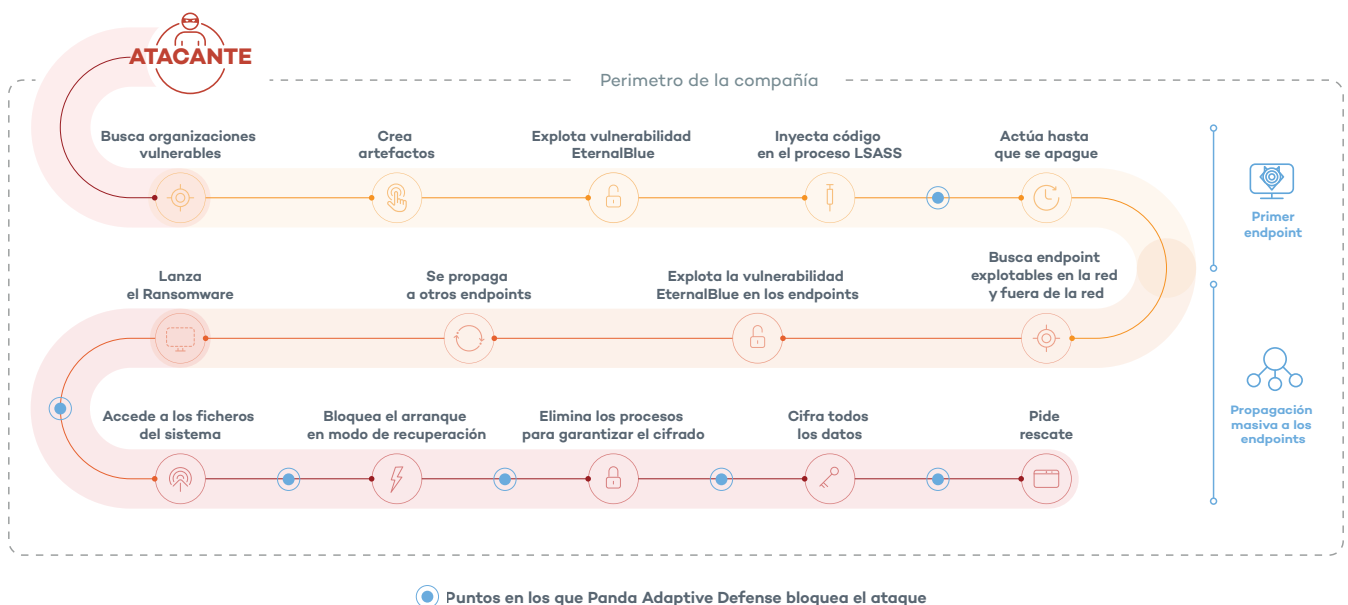 ATACANTE
Perimetro de la compañía
Busca organizaciones
vulnerables
Crea
artefactos
Explota vulnerabilidad
EternalBlue
Inyecta código
en el proceso LSASS
Actúa hasta
que se apague
Primer
endpoint
Busca endpoint
explotables en la red
y fuera de la red
Explota la vulnerabilidad
EternalBlue en los endpoints
Se propaga
a otros endpoints
Lanza
el Ransomware
Accede a los ficheros
del sistema
Bloquea el arranque
en modo de recuperación
Elimina los procesos
para garantizar el cifrado
Cifra todos
los datos
Pide
rescate
Propagación
masiva a los
endpoints
Puntos en los que Panda Adaptive Defense bloquea el ataque